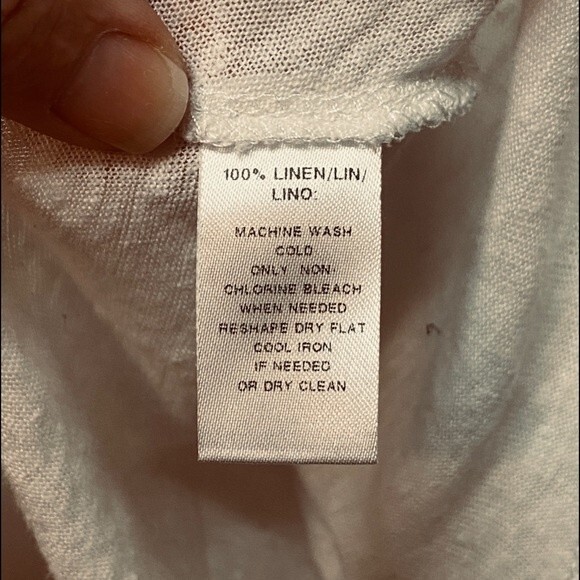 100% LINEN/LIN/
LINO:
MACHINE WASH
COLD
ONLY NON-
CHLORINE BLEACH
WHEN NEEDED
RESHAPE DRY FLAT
COOL IRON
IF NEEDED
OR DRY CLEAN